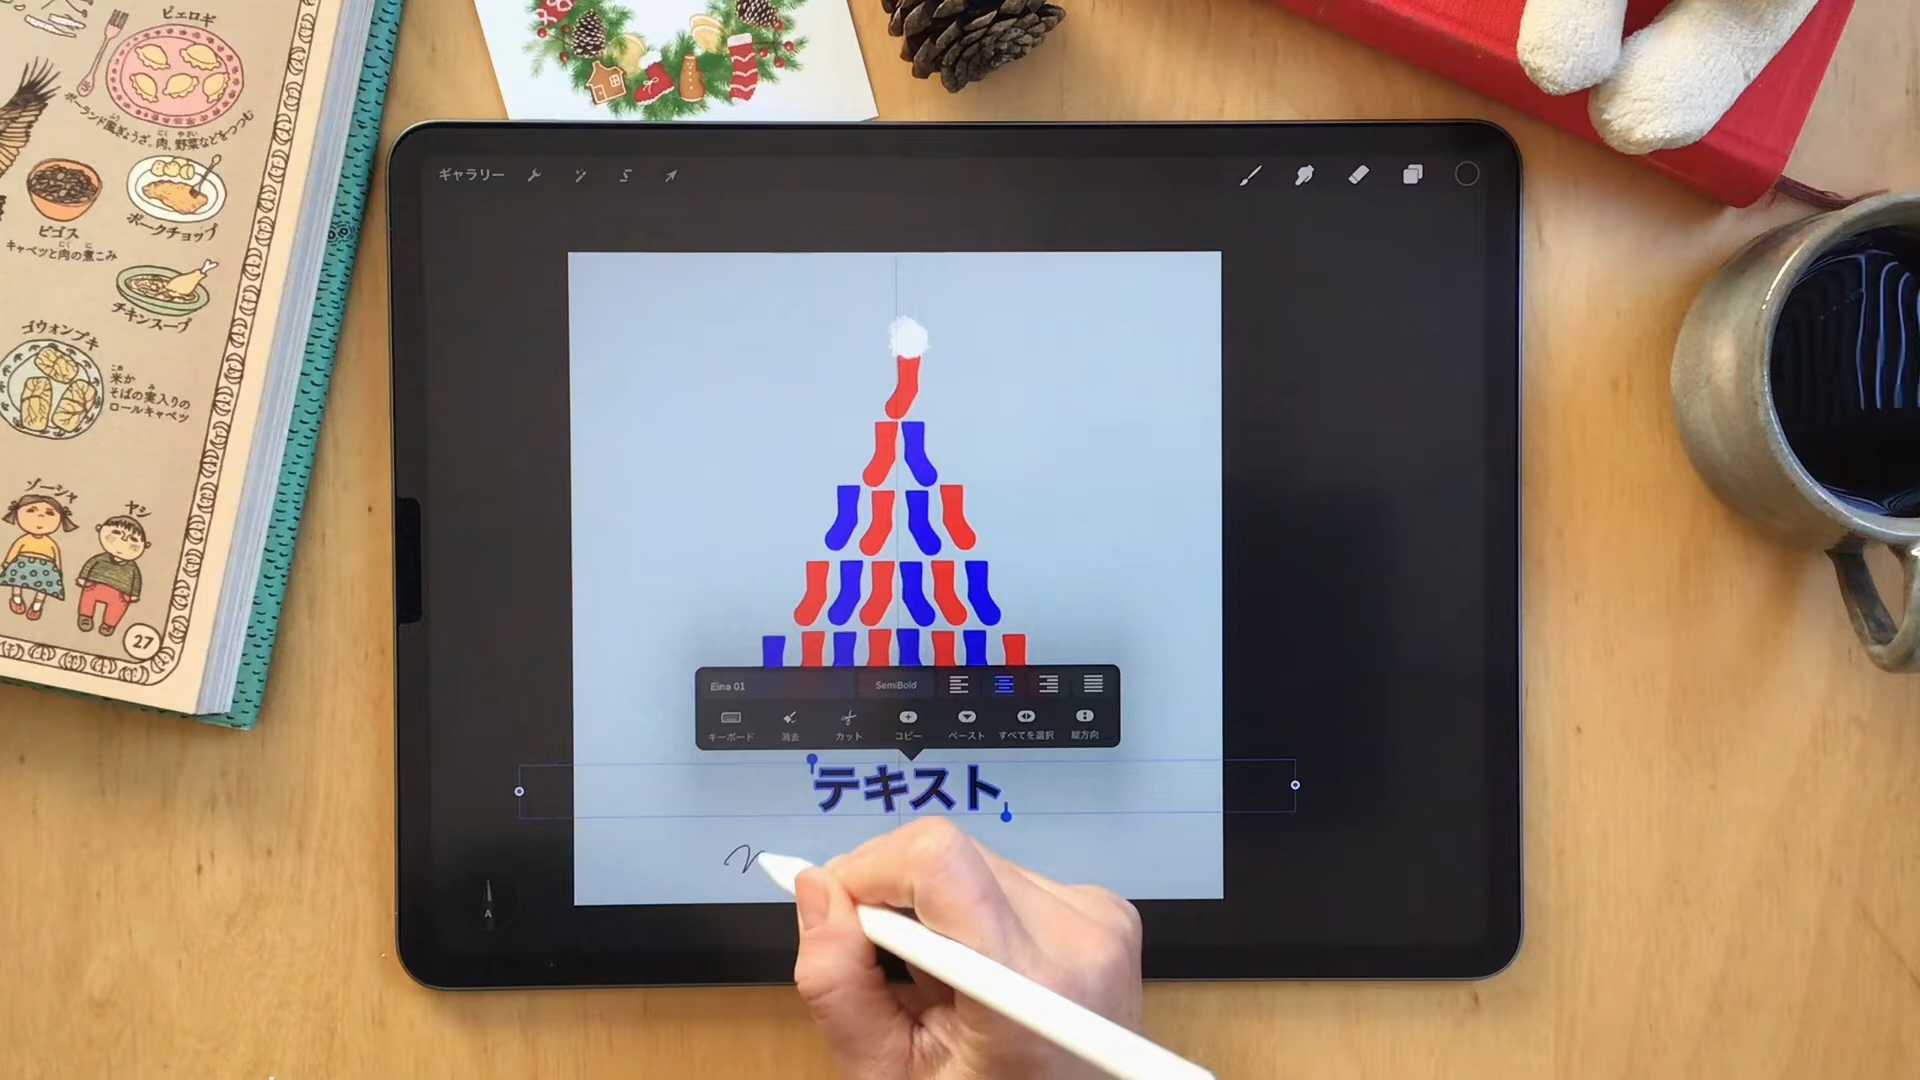 ピェロギ
ポーランド風ぎょうざ。肉、野菜などをつつむ
ビゴス
キャベツと肉の煮こみ
ポークチョップ
チキンスープ
ゴウォンプキ
米か
そばの実入りの
ロールキャベツ
ゾーシャ
ヤシ
27
ギャラリー
Eina 01
SemiBold
キーボード
消去
カット
コピー
ペースト
すべてを選択
縦方向
テキスト
A